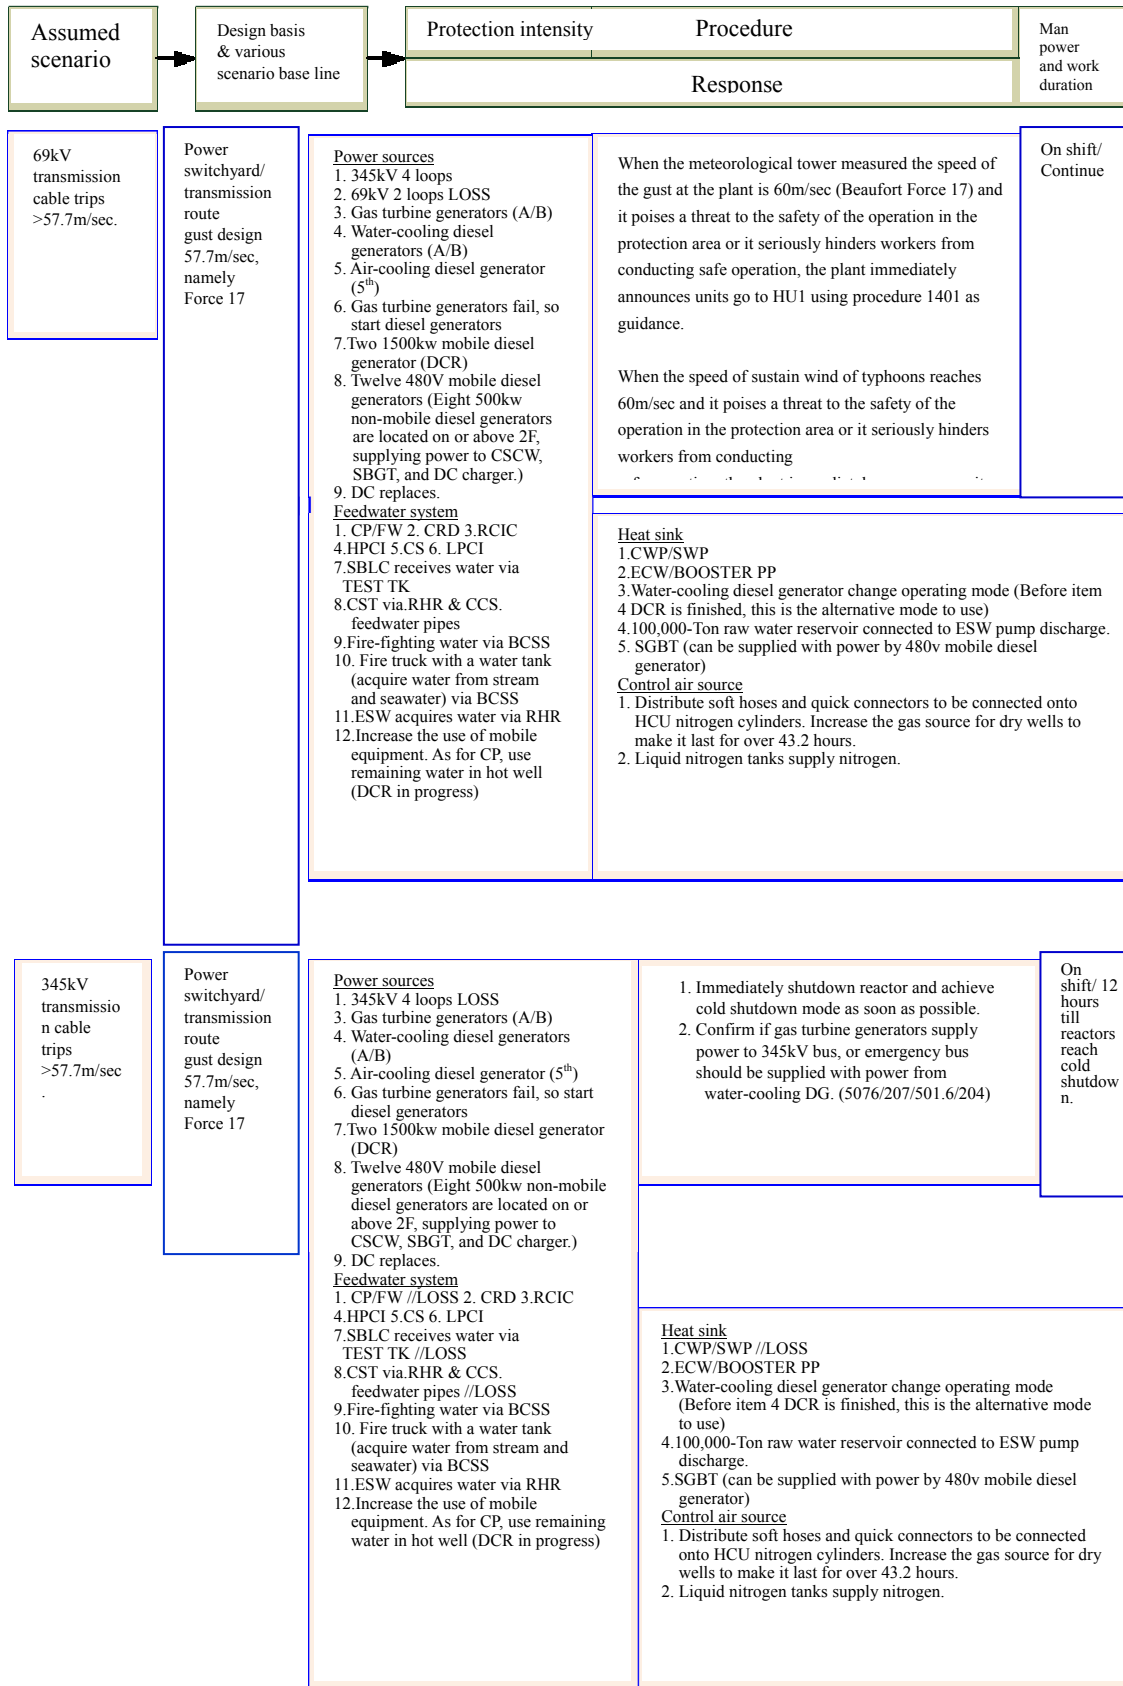 Assumed
scenario
Design basis
& various
scenario base line
Protection intensity
Procedure
Response
Man
power
and work
duration
69kV
transmission
cable trips
>57.7m/sec.
Power
switchyard/
transmission
route
gust design
57.7m/sec,
namely
Force 17
Power sources
1. 345kV 4 loops
2. 69kV 2 loops LOSS
3. Gas turbine generators (A/B)
4. Water-cooling diesel
generators (A/B)
5. Air-cooling diesel generator
(5th)
6. Gas turbine generators fail, so
start diesel generators
7.Two 1500kw mobile diesel
generator (DCR)
8. Twelve 480V mobile diesel
generators (Eight 500kw
non-mobile diesel generators
are located on or above 2F,
supplying power to CSCW,
SBGT, and DC charger.)
9. DC replaces.
Feedwater system
1. CP/FW 2. CRD 3.RCIC
4.HPCI 5.CS 6. LPCI
7.SBLC receives water via
TEST TK
8.CST via.RHR & CCS.
feedwater pipes
9.Fire-fighting water via BCSS
10. Fire truck with a water tank
(acquire water from stream
and seawater) via BCSS
11.ESW acquires water via RHR
12.Increase the use of mobile
equipment. As for CP, use
remaining water in hot well
(DCR in progress)
When the meteorological tower measured the speed of
the gust at the plant is 60m/sec (Beaufort Force 17) and
it poises a threat to the safety of the operation in the
protection area or it seriously hinders workers from
conducting safe operation, the plant immediately
announces units go to HU1 using procedure 1401 as
guidance.
When the speed of sustain wind of typhoons reaches
60m/sec and it poises a threat to the safety of the
operation in the protection area or it seriously hinders
workers from conducting
On shift/
Continue
Heat sink
1.CWP/SWP
2.ECW/BOOSTER PP
3.Water-cooling diesel generator change operating mode (Before item
4 DCR is finished, this is the alternative mode to use)
4.100,000-Ton raw water reservoir connected to ESW pump discharge.
5. SGBT (can be supplied with power by 480v mobile diesel
generator)
Control air source
1. Distribute soft hoses and quick connectors to be connected onto
HCU nitrogen cylinders. Increase the gas source for dry wells to
make it last for over 43.2 hours.
2. Liquid nitrogen tanks supply nitrogen.
345kV
transmissio
n cable
trips
>57.7m/sec
.
Power
switchyard/
transmission
route
gust design
57.7m/sec,
namely
Force 17
Power sources
1. 345kV 4 loops LOSS
3. Gas turbine generators (A/B)
4. Water-cooling diesel generators
(A/B)
5. Air-cooling diesel generator (5th)
6. Gas turbine generators fail, so start
diesel generators
7.Two 1500kw mobile diesel generator
(DCR)
8. Twelve 480V mobile diesel
generators (Eight 500kw non-mobile
diesel generators are located on or
above 2F, supplying power to
CSCW, SBGT, and DC charger.)
9. DC replaces.
Feedwater system
1. CP/FW //LOSS 2. CRD 3.RCIC
4.HPCI 5.CS 6. LPCI
7.SBLC receives water via
TEST TK //LOSS
8.CST via.RHR & CCS.
feedwater pipes //LOSS
9.Fire-fighting water via BCSS
10. Fire truck with a water tank
(acquire water from stream and
seawater) via BCSS
11.ESW acquires water via RHR
12.Increase the use of mobile
equipment. As for CP, use remaining
water in hot well (DCR in progress)
1. Immediately shutdown reactor and achieve
cold shutdown mode as soon as possible.
2. Confirm if gas turbine generators supply
power to 345kV bus, or emergency bus
should be supplied with power from
water-cooling DG. (5076/207/501.6/204)
On
shift/ 12
hours
till
reactors
reach
cold
shutdow
n.
Heat sink
1.CWP/SWP //LOSS
2.ECW/BOOSTER PP
3.Water-cooling diesel generator change operating mode
(Before item 4 DCR is finished, this is the alternative mode
to use)
4.100,000-Ton raw water reservoir connected to ESW pump
discharge.
5.SGBT (can be supplied with power by 480v mobile diesel
generator)
Control air source
1. Distribute soft hoses and quick connectors to be connected
onto HCU nitrogen cylinders. Increase the gas source for dry
wells to make it last for over 43.2 hours.
2. Liquid nitrogen tanks supply nitrogen.